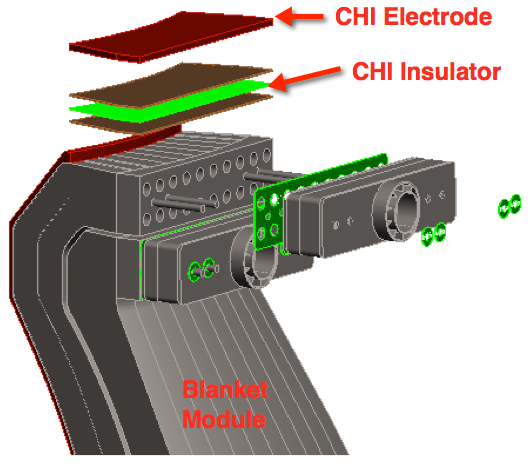 CHI Electrode
CHI Insulator
Blanket
Module